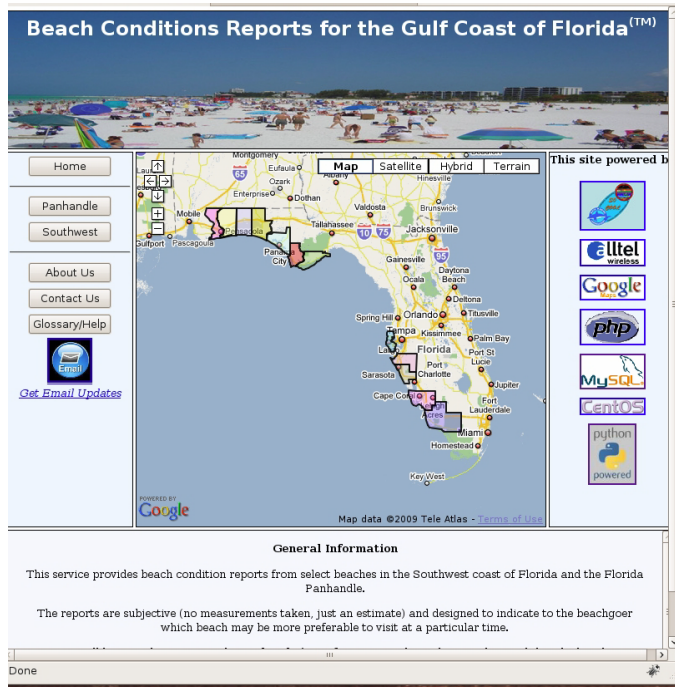 Beach Conditions Reports for the Gulf Coast of Florida(TM)
Home
Panhandle
Southwest
About Us
Contact Us
Glossary/Help
Email
Get Email Updates
Map Satellite Hybrid Terrain
Montgomery
65
Eufaula
Albany
Hinesville
Ozark
Enterprise
Dothan
Mobile
Valdosta
Brunswick
Gulfport
Pascagoula
Pensacola
Tallahassee
10 75
Jacksonville
Panama
City
95
Gainesville
Ocala
Daytona
Beach
Deltona
Spring Hill
Orlando
Titusville
Kissimmee
Tampa
Palm Bay
Florida
Port St
Lucie
Sarasota
Port
Charlotte
Jupiter
Cape Coral
Acres
Fort
Lauderdale
Miami
Homestead
Key West
POWERED BY
Google
Map data ©2009 Tele Atlas - Terms of Use
This site powered b
alltel
wireless
Google
Maps
php
MySQL
CentOS
python
powered
General Information
This service provides beach condition reports from select beaches in the Southwest coast of Florida and the Florida
Panhandle.
The reports are subjective (no measurements taken, just an estimate) and designed to indicate to the beachgoer
which beach may be more preferable to visit at a particular time.
Done